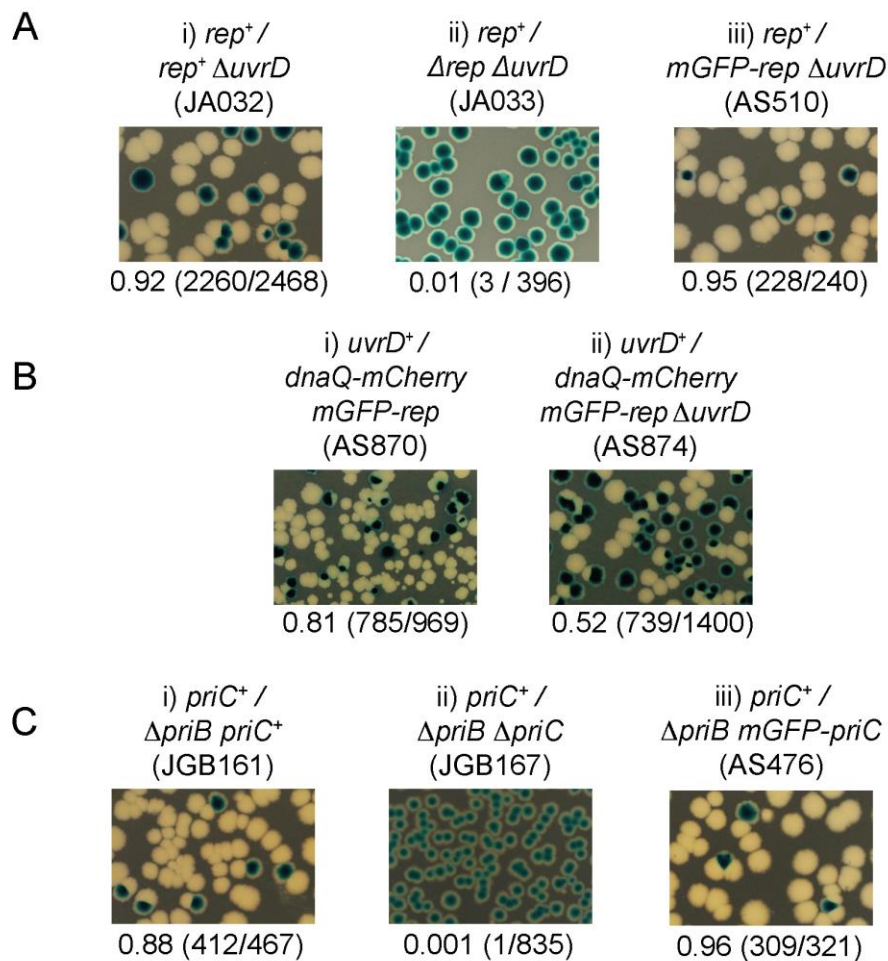 A
i) rep⁺ /
rep⁺ ΔuvrD
(JA032)
0.92 (2260/2468)
ii) rep⁺ /
Δrep ΔuvrD
(JA033)
0.01 (3 / 396)
iii) rep⁺ /
mGFP-rep ΔuvrD
(AS510)
0.95 (228/240)
B
i) uvrD⁺ /
dnaQ-mCherry
mGFP-rep
(AS870)
0.81 (785/969)
ii) uvrD⁺ /
dnaQ-mCherry
mGFP-rep ΔuvrD
(AS874)
0.52 (739/1400)
C
i) priC⁺ /
ΔpriB priC⁺
(JGB161)
0.88 (412/467)
ii) priC⁺ /
ΔpriB ΔpriC
(JGB167)
0.001 (1/835)
iii) priC⁺ /
ΔpriB mGFP-priC
(AS476)
0.96 (309/321)